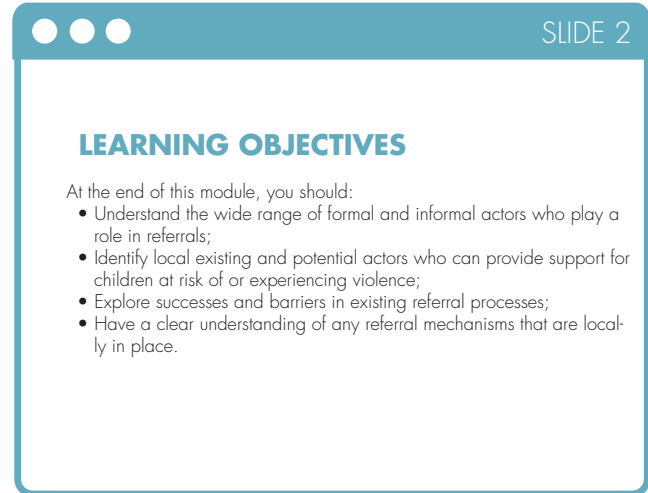 SLIDE 2
LEARNING OBJECTIVES
At the end of this module, you should:
• Understand the wide range of formal and informal actors who play a
role in referrals;
• Identify local existing and potential actors who can provide support for
children at risk of or experiencing violence;
• Explore successes and barriers in existing referral processes;
• Have a clear understanding of any referral mechanisms that are local-
ly in place.